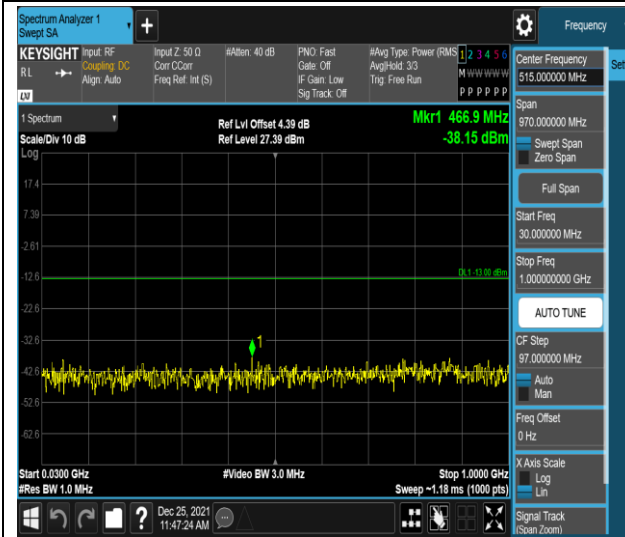 Spectrum Analyzer 1
Swept SA
Frequency
KEYSIGHT
RL
LXI
Input: RF
Coupling: DC
Align: Auto
Input Z: 50 Ω
Corr CCorr
Freq Ref: Int (S)
#Atten: 40 dB
PNO: Fast
Gate: Off
IF Gain: Low
Sig Track: Off
#Avg Type: Power (RMS
Avg|Hold: 3/3
Trig: Free Run
1 2 3 4 5 6
M W W W W W
P P P P P P
1 Spectrum
Scale/Div 10 dB
Log
Ref Lvl Offset 4.39 dB
Ref Level 27.39 dBm
Mkr1 466.9 MHz
-38.15 dBm
17.4
7.39
-2.61
-12.6
DL1 -13.00 dBm
-22.6
-32.6
1
-42.6
-52.6
-62.6
Start 0.0300 GHz
#Res BW 1.0 MHz
#Video BW 3.0 MHz
Stop 1.0000 GHz
Sweep ~1.18 ms (1000 pts)
Center Frequency
515.000000 MHz
Set
Span
970.000000 MHz
Swept Span
Zero Span
Full Span
Start Freq
30.000000 MHz
Stop Freq
1.000000000 GHz
AUTO TUNE
CF Step
97.000000 MHz
Auto
Man
Freq Offset
0 Hz
X Axis Scale
Log
Lin
Signal Track
(Span Zoom)
?
Dec 25, 2021
11:47:24 AM